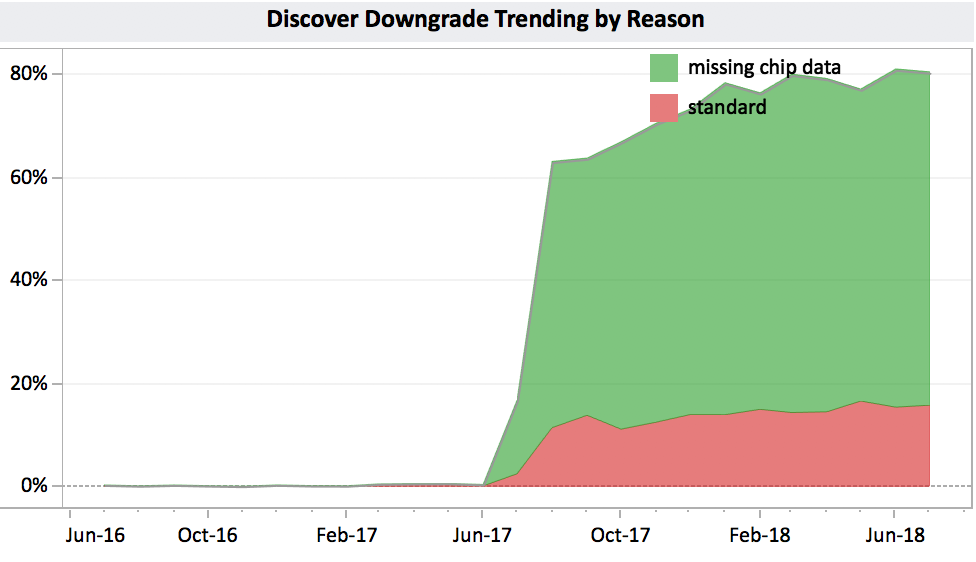 Discover Downgrade Trending by Reason
missing chip data
standard
80%
60%
40%
20%
0%
Jun-16 Oct-16 Feb-17 Jun-17 Oct-17 Feb-18 Jun-18